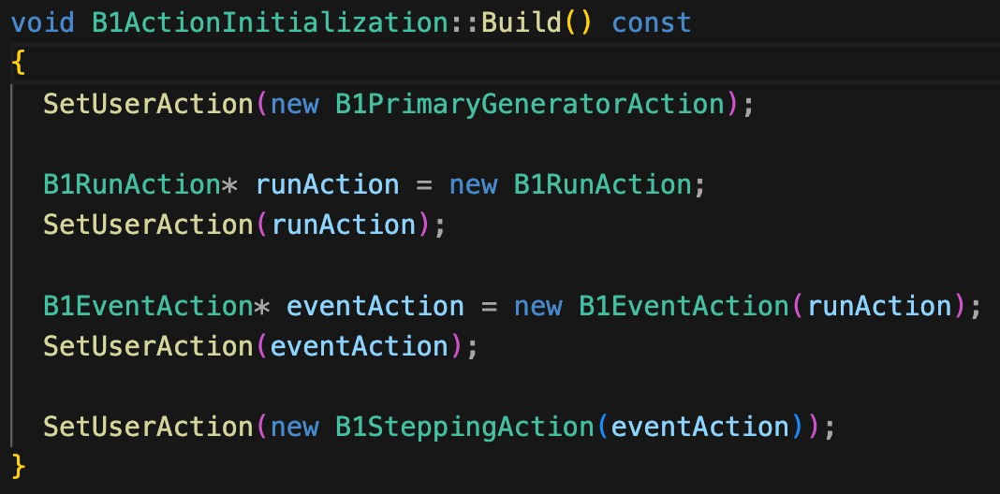 void B1ActionInitialization::Build() const
{
  SetUserAction(new B1PrimaryGeneratorAction);

  B1RunAction* runAction = new B1RunAction;
  SetUserAction(runAction);

  B1EventAction* eventAction = new B1EventAction(runAction);
  SetUserAction(eventAction);

  SetUserAction(new B1SteppingAction(eventAction));
}